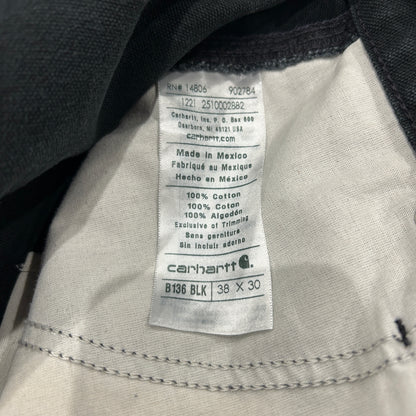 RN# 14806 902784
1221 2510002882
Carhartt, Inc. P.O. Box 600
Dearborn, MI 48121 USA
carhartt.com
Made in Mexico
Fabriqué au Mexique
Hecho en México
100% Cotton
100% Coton
100% Algodón
Exclusive of Trimming
Sans garniture
Sin incluir adorno
carhartt
B136 BLK 38 X 30